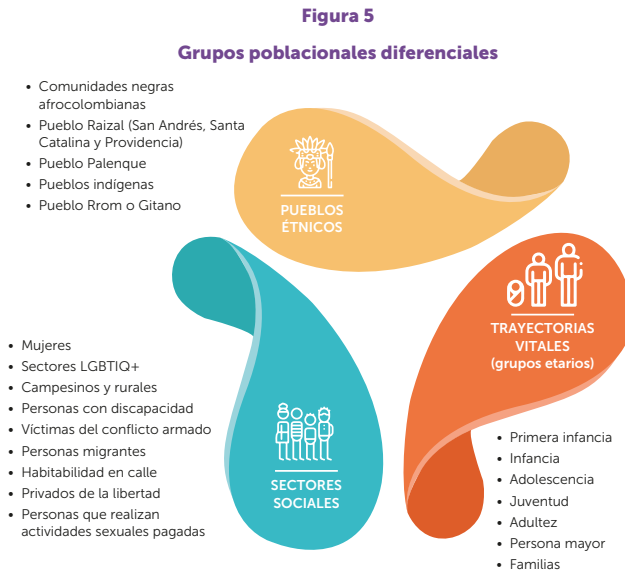 Figura 5
Grupos poblacionales diferenciales
• Comunidades negras
afrocolombianas
• Pueblo Raizal (San Andrés, Santa
Catalina y Providencia)
• Pueblo Palenque
• Pueblos indígenas
• Pueblo Rrom o Gitano
PUEBLOS
ÉTNICOS
TRAYECTORIAS
VITALES
(grupos etarios)
• Mujeres
• Sectores LGBTIQ+
• Campesinos y rurales
• Personas con discapacidad
• Víctimas del conflicto armado
• Personas migrantes
• Habitabilidad en calle
• Privados de la libertad
• Personas que realizan
actividades sexuales pagadas
SECTORES
SOCIALES
• Primera infancia
• Infancia
• Adolescencia
• Juventud
• Adultez
• Persona mayor
• Familias